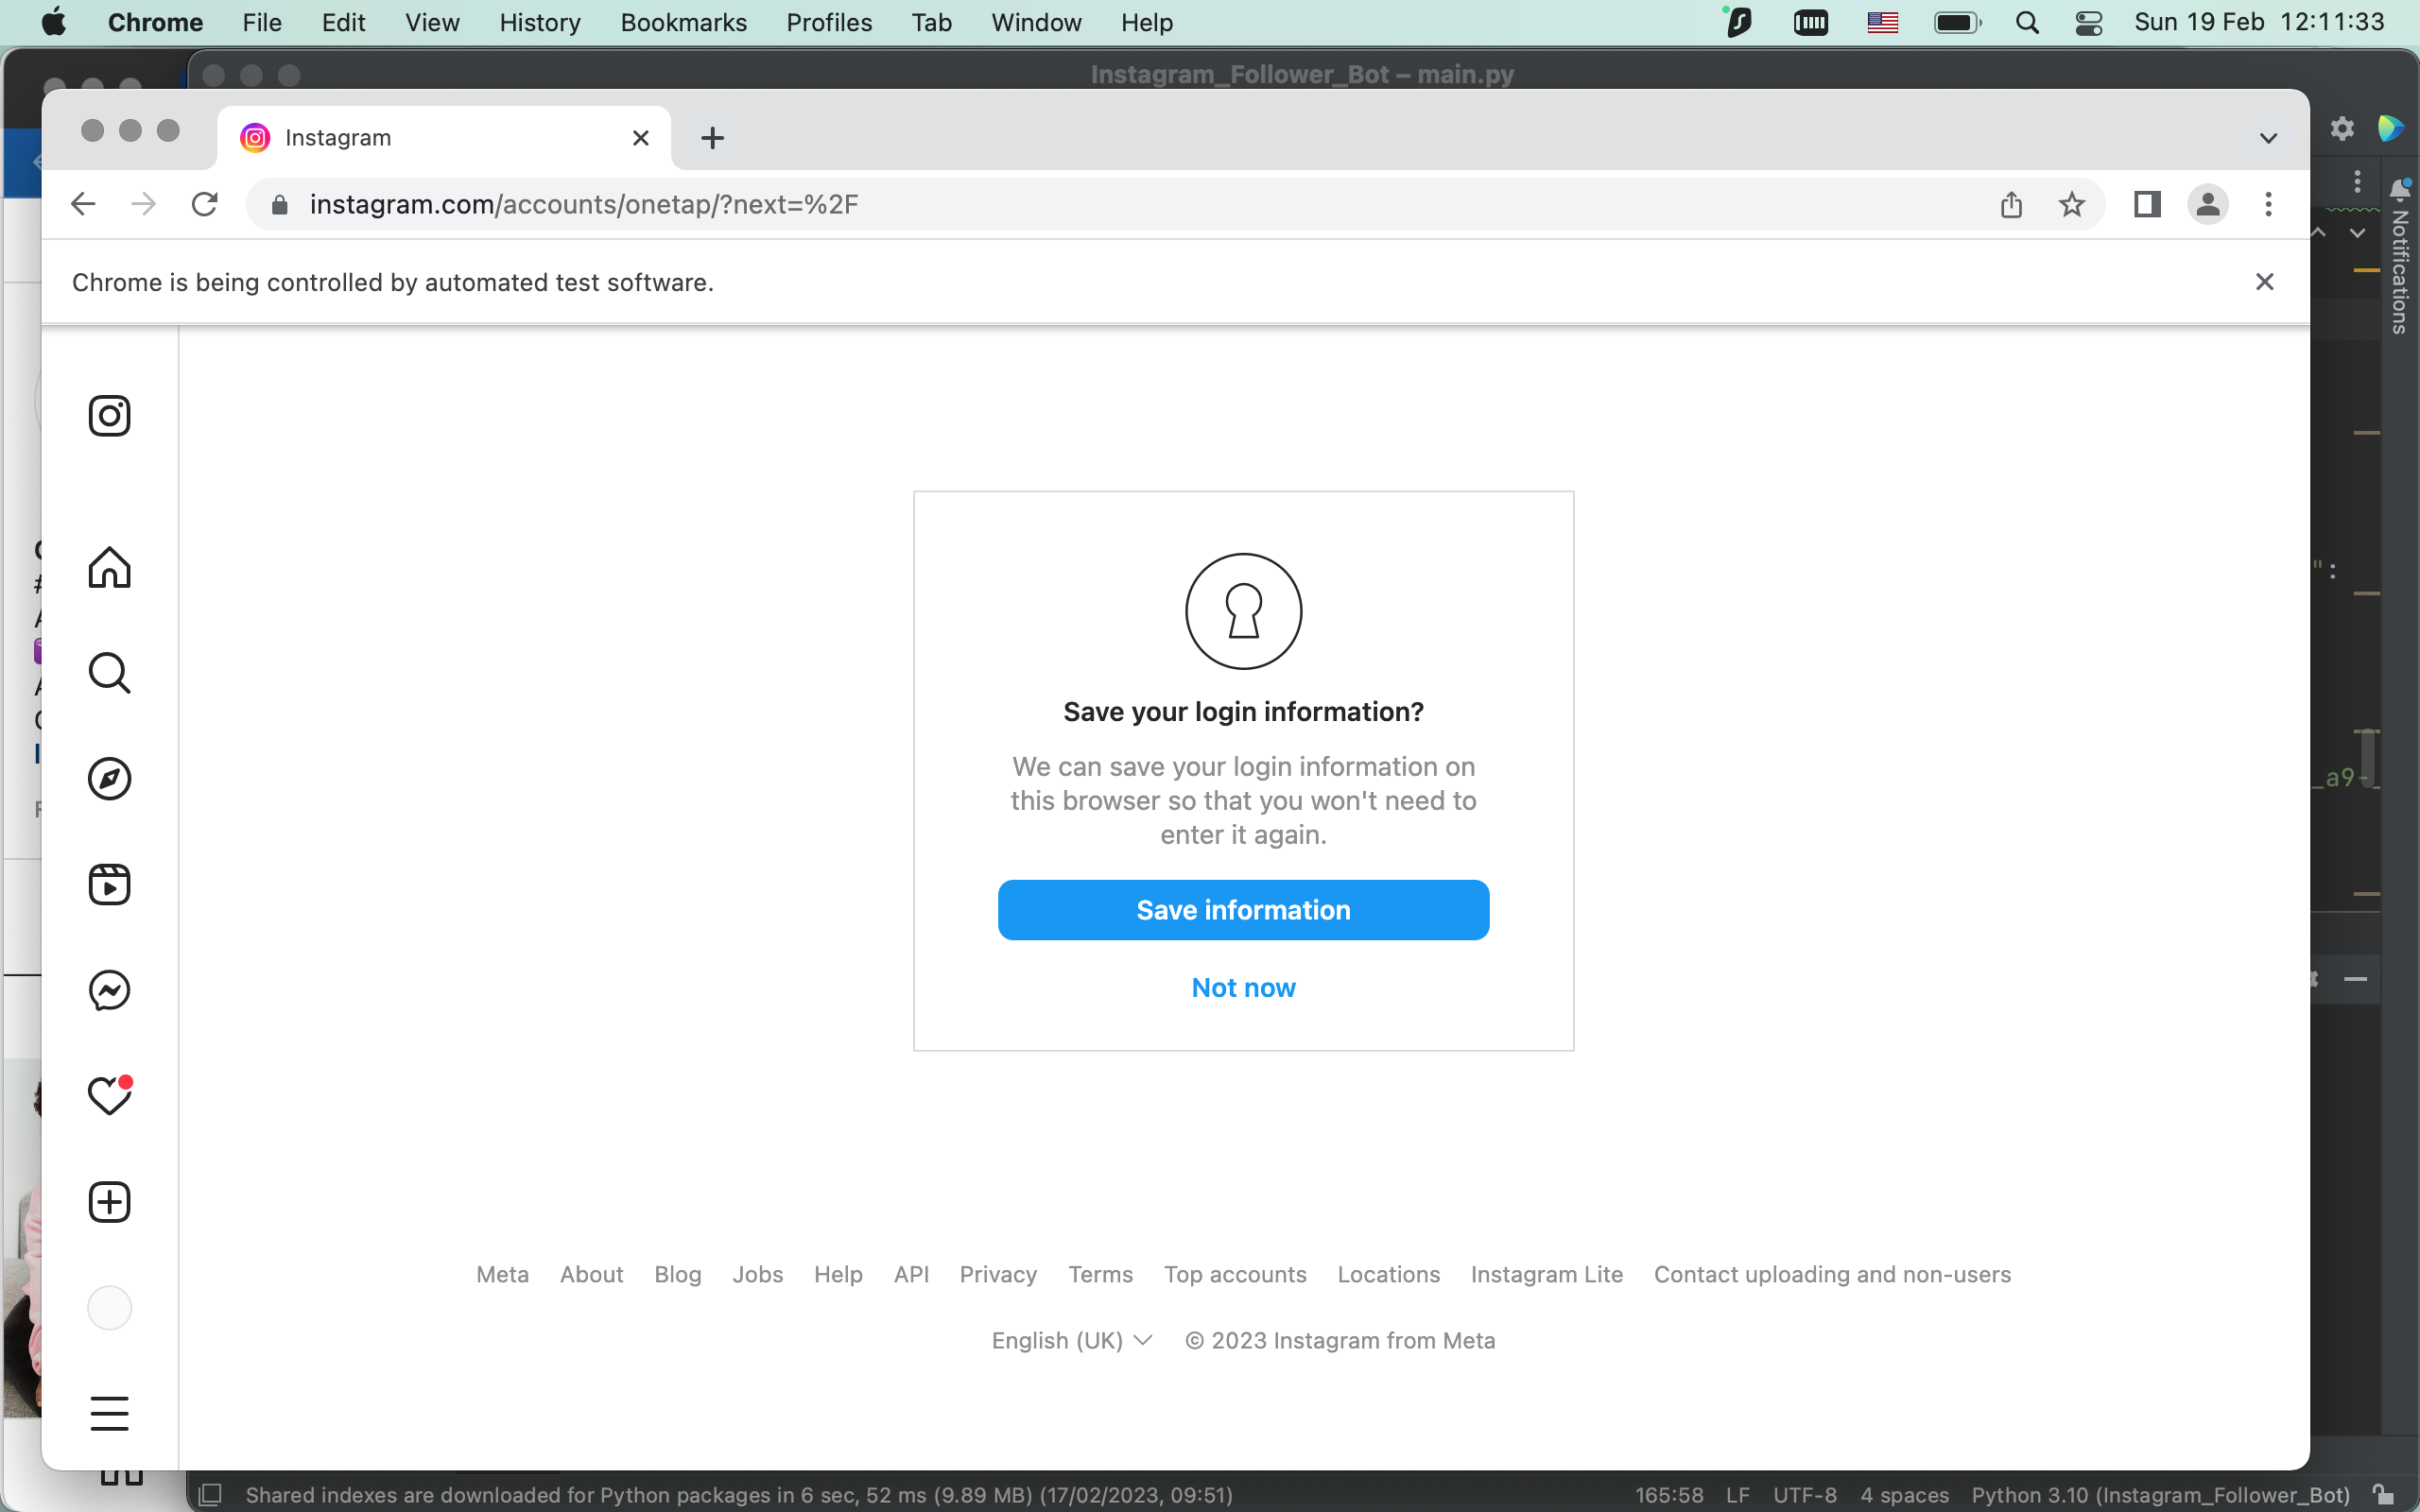 Chrome File Edit View History Bookmarks Profiles Tab Window Help Sun 19 Feb 12:11:33
Instagram_Follower_Bot – main.py
Instagram
instagram.com/accounts/onetap/?next=%2F
Chrome is being controlled by automated test software.
Notifications
":
Save your login information?
We can save your login information on
this browser so that you won't need to
enter it again.
_a9-_
Save information
Not now
Meta About Blog Jobs Help API Privacy Terms Top accounts Locations Instagram Lite Contact uploading and non-users
English (UK) © 2023 Instagram from Meta
Shared indexes are downloaded for Python packages in 6 sec, 52 ms (9.89 MB) (17/02/2023, 09:51) 165:58 LF UTF-8 4 spaces Python 3.10 (Instagram_Follower_Bot)